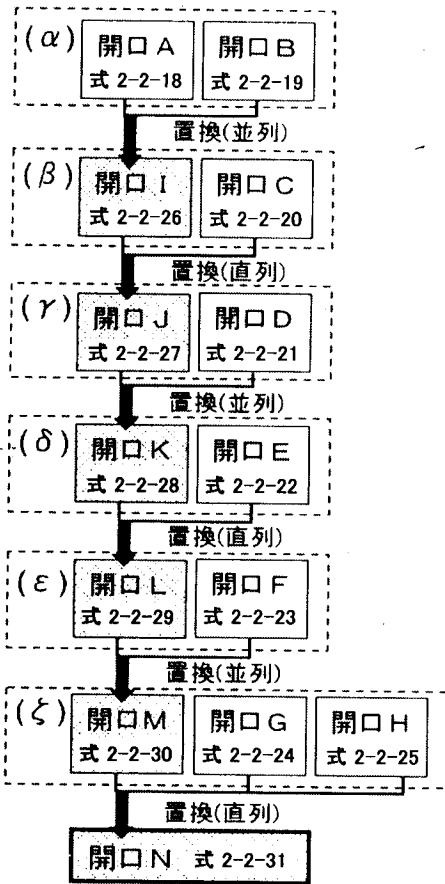 (α) 開口A 開口B
式 2-2-18 式 2-2-19
置換(並列)
(β) 開口I 開口C
式 2-2-26 式 2-2-20
置換(直列)
(γ) 開口J 開口D
式 2-2-27 式 2-2-21
置換(並列)
(δ) 開口K 開口E
式 2-2-28 式 2-2-22
置換(直列)
(ε) 開口L 開口F
式 2-2-29 式 2-2-23
置換(並列)
(ζ) 開口M 開口G 開口H
式 2-2-30 式 2-2-24 式 2-2-25
置換(直列)
開口N 式 2-2-31